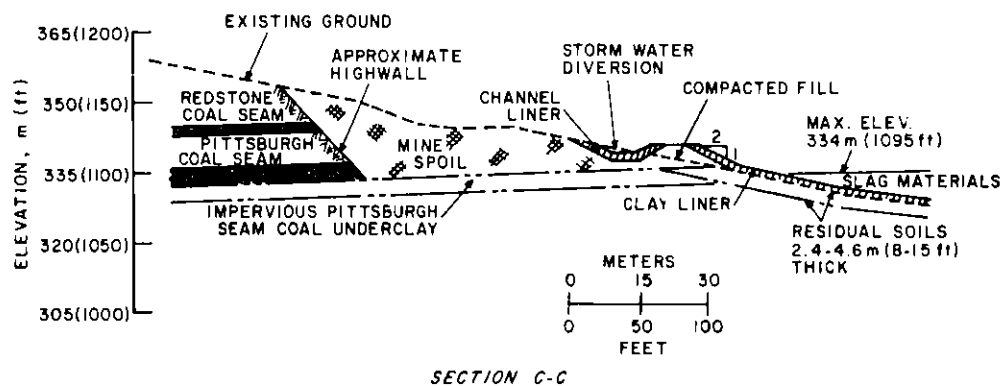 EXISTING GROUND
365(1200)
APPROXIMATE
HIGHWALL
STORM WATER
DIVERSION
COMPACTED FILL
350(1150)
REDSTONE
COAL SEAM
CHANNEL
LINER
2
1
MAX. ELEV.
334 m (1095 ft)
PITTSBURGH
COAL SEAM
MINE
SPOIL
335(1100)
SLAG MATERIALS
CLAY LINER
IMPERVIOUS PITTSBURGH
SEAM COAL UNDERCLAY
RESIDUAL SOILS
2.4-4.6m (8-15 ft)
THICK
320(1050)
305(1000)
ELEVATION, m (ft)
METERS
0 15 30
0 50 100
FEET
SECTION C-C